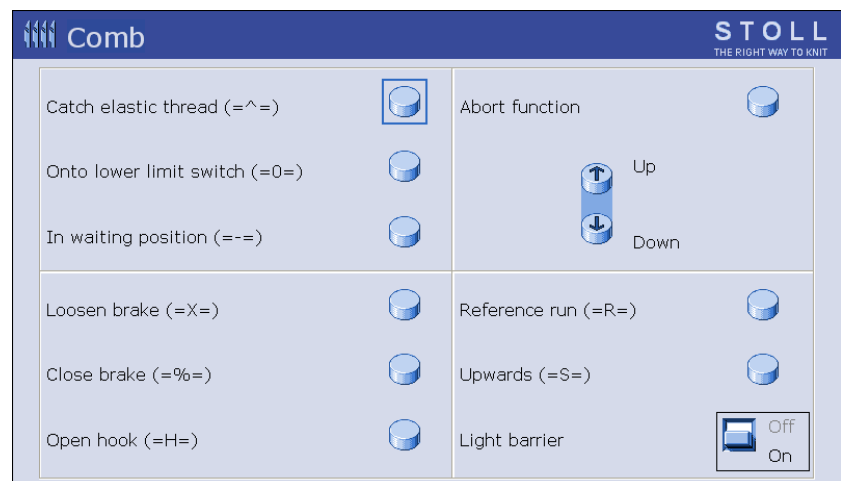 Comb
STOLL
THE RIGHT WAY TO KNIT
Catch elastic thread (=^=)
Onto lower limit switch (=0=)
In waiting position (=-=)
Abort function
Up
Down
Loosen brake (=X=)
Close brake (=%=)
Open hook (=H=)
Reference run (=R=)
Upwards (=S=)
Light barrier
Off
On